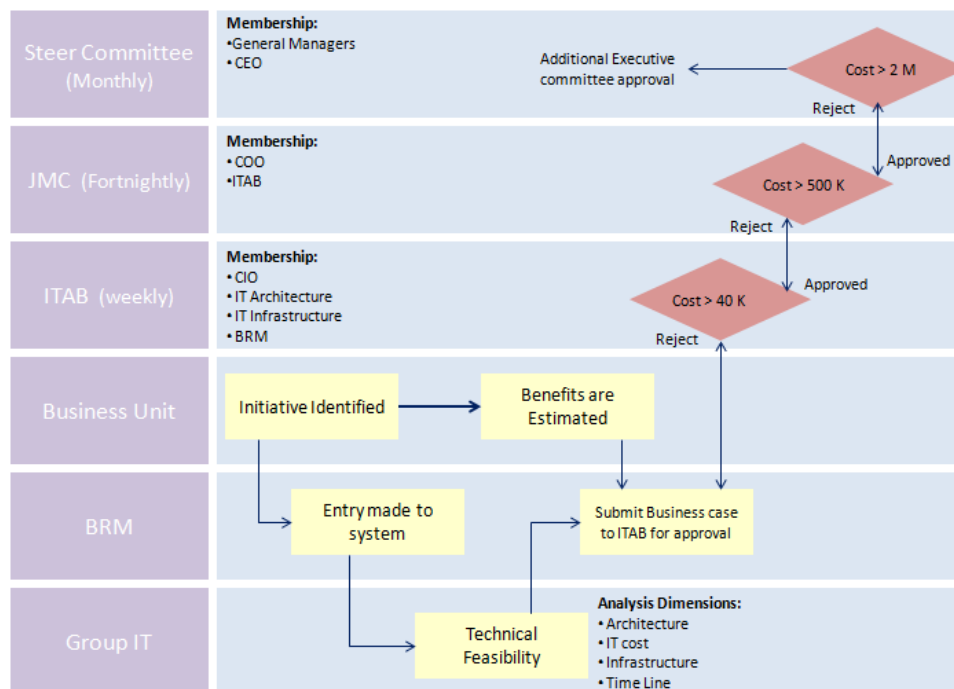 Steer Committee
(Monthly)
Membership:
•General Managers
• CEO
Additional Executive
committee approval
Cost > 2 M
Reject
Approved
JMC (Fortnightly)
Membership:
• COO
•ITAB
Cost > 500 K
Reject
Approved
ITAB (weekly)
Membership:
• CIO
• IT Architecture
• IT Infrastructure
• BRM
Cost > 40 K
Reject
Business Unit
Initiative Identified
Benefits are
Estimated
BRM
Entry made to
system
Submit Business case
to ITAB for approval
Group IT
Technical
Feasibility
Analysis Dimensions:
• Architecture
• IT cost
• Infrastructure
• Time Line